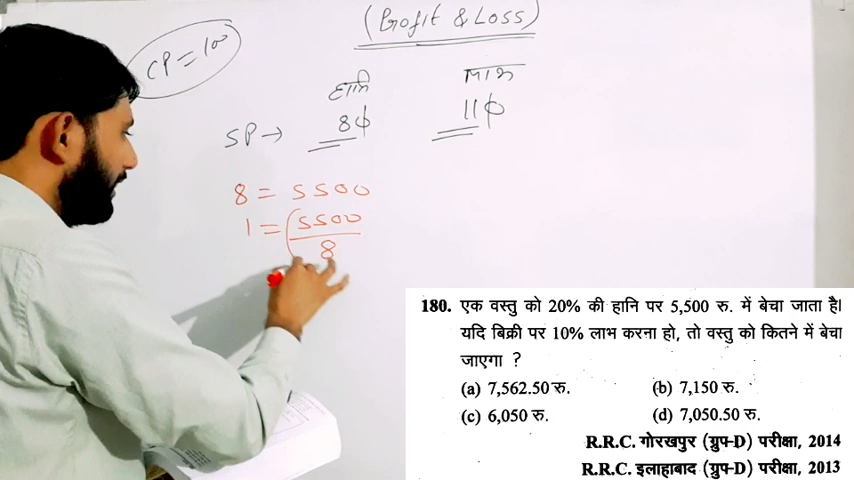 (Profit & Loss)
CP = 100
हानि लाभ
SP → 80 110
8 = 5500
1 = (5500
8
180. एक वस्तु को 20% की हानि पर 5,500 रु. में बेचा जाता है।
यदि बिक्री पर 10% लाभ करना हो, तो वस्तु को कितने में बेचा
जाएगा ?
(a) 7,562.50 रु. (b) 7,150 रु.
(c) 6,050 रु. (d) 7,050.50 रु.
R.R.C. गोरखपुर (ग्रुप-D) परीक्षा, 2014
R.R.C. इलाहाबाद (ग्रुप-D) परीक्षा, 2013